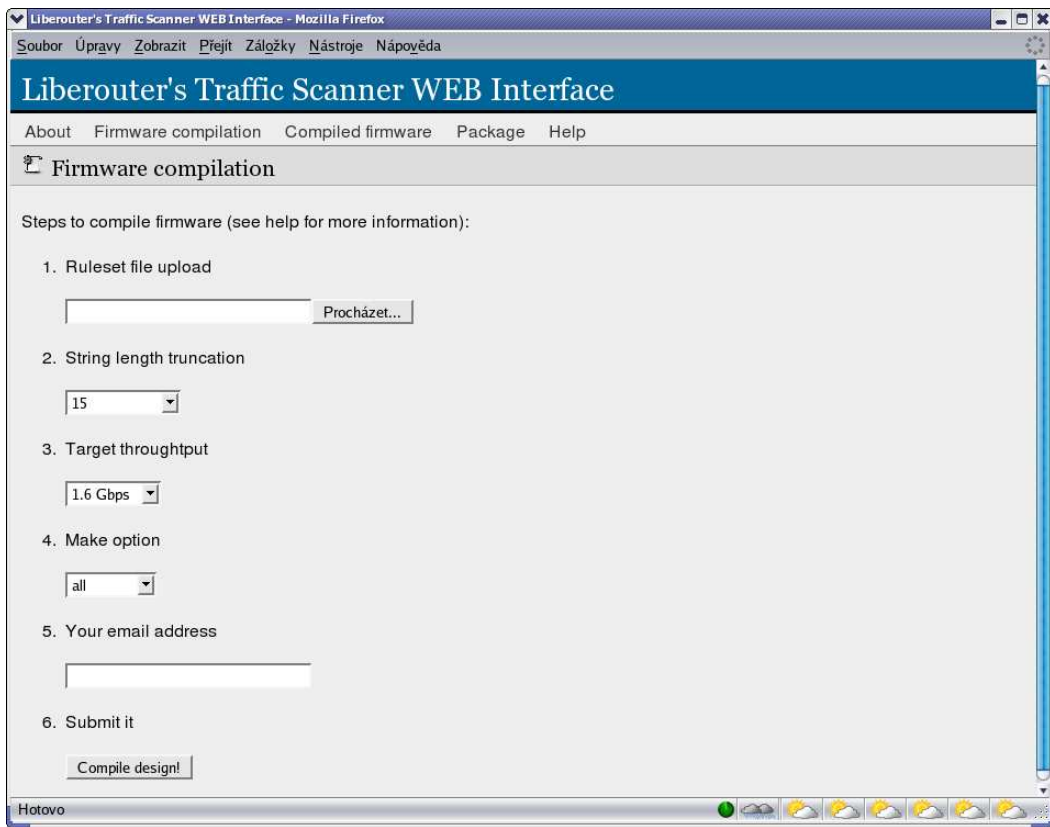 Liberouter's Traffic Scanner WEB Interface - Mozilla Firefox
Soubor Úpravy Zobrazit Přejít Záložky Nástroje Nápověda
Liberouter's Traffic Scanner WEB Interface
About Firmware compilation Compiled firmware Package Help
Firmware compilation
Steps to compile firmware (see help for more information):
1. Ruleset file upload
Procházet...
2. String length truncation
15
3. Target throughtput
1.6 Gbps
4. Make option
all
5. Your email address
6. Submit it
Compile design!
Hotovo